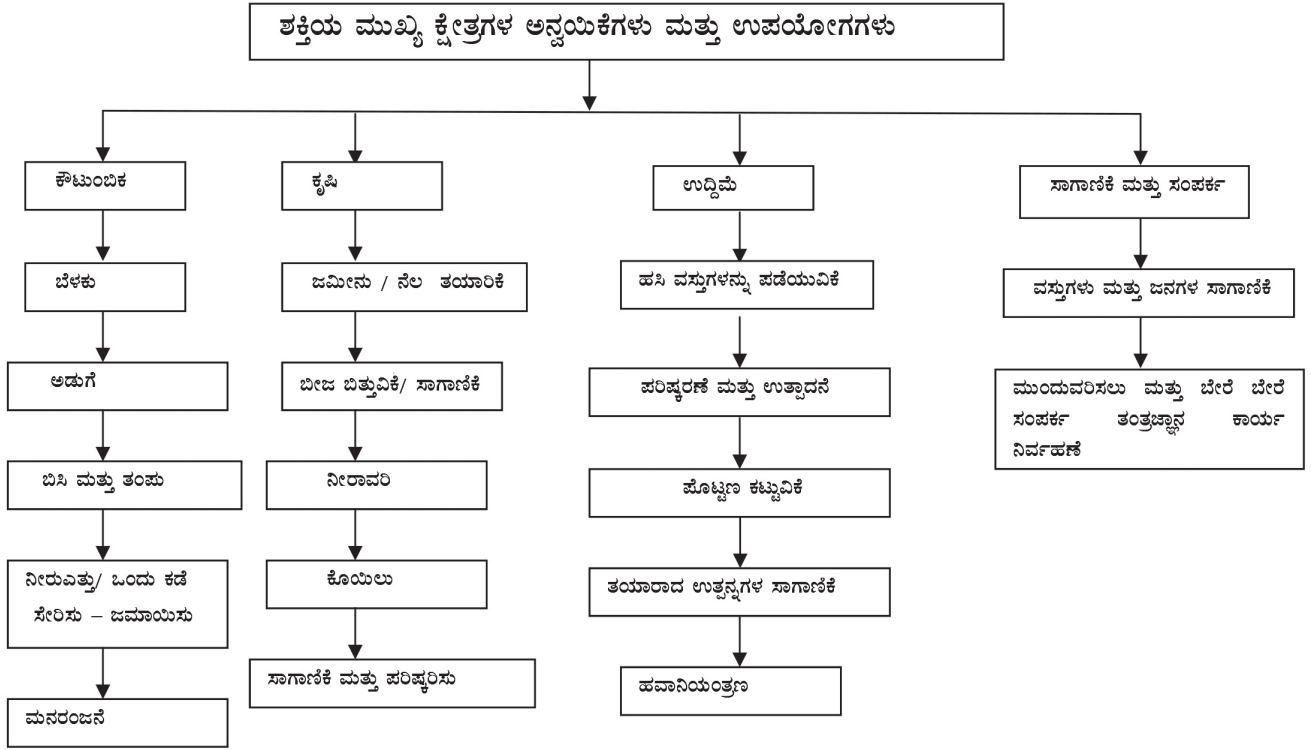 ಶಕ್ತಿಯ ಮುಖ್ಯ ಕ್ಷೇತ್ರಗಳ ಅನ್ವಯಿಕೆಗಳು ಮತ್ತು ಉಪಯೋಗಗಳು
ಕೌಟುಂಬಿಕ
ಬೆಳಕು
ಅಡುಗೆ
ಬಿಸಿ ಮತ್ತು ತಂಪು
ನೀರುಎತ್ತು/ ಒಂದು ಕಡೆ
ಸೇರಿಸು – ಜಮಾಯಿಸು
ಮನರಂಜನೆ
ಕೃಷಿ
ಜಮೀನು / ನೆಲ ತಯಾರಿಕೆ
ಬೀಜ ಬಿತ್ತುವಿಕೆ/ ಸಾಗಾಣಿಕೆ
ನೀರಾವರಿ
ಕೊಯಿಲು
ಸಾಗಾಣಿಕೆ ಮತ್ತು ಪರಿಷ್ಕರಿಸು
ಉದ್ದಿಮೆ
ಹಸಿ ವಸ್ತುಗಳನ್ನು ಪಡೆಯುವಿಕೆ
ಪರಿಷ್ಕರಣೆ ಮತ್ತು ಉತ್ಪಾದನೆ
ಪೊಟ್ಟಣ ಕಟ್ಟುವಿಕೆ
ತಯಾರಾದ ಉತ್ಪನ್ನಗಳ ಸಾಗಾಣಿಕೆ
ಹವಾನಿಯಂತ್ರಣ
ಸಾಗಾಣಿಕೆ ಮತ್ತು ಸಂಪರ್ಕ
ವಸ್ತುಗಳು ಮತ್ತು ಜನಗಳ ಸಾಗಾಣಿಕೆ
ಮುಂದುವರಿಸಲು ಮತ್ತು ಬೇರೆ ಬೇರೆ
ಸಂಪರ್ಕ ತಂತ್ರಜ್ಞಾನ ಕಾರ್ಯ
ನಿರ್ವಹಣೆ